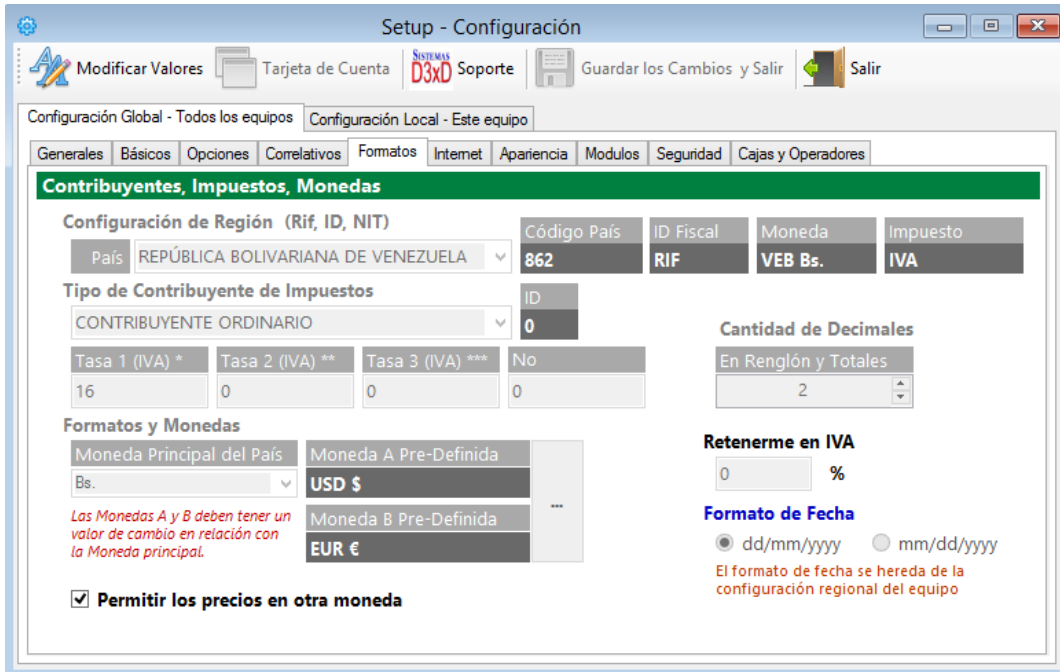 Setup - Configuración
Modificar Valores Tarjeta de Cuenta SISTEMAS D3xD Soporte Guardar los Cambios y Salir Salir
Configuración Global - Todos los equipos Configuración Local - Este equipo
Generales Básicos Opciones Correlativos Formatos Internet Apariencia Modulos Seguridad Cajas y Operadores
Contribuyentes, Impuestos, Monedas
Configuración de Región (Rif, ID, NIT)
Código País ID Fiscal Moneda Impuesto
País REPÚBLICA BOLIVARIANA DE VENEZUELA 862 RIF VEB Bs. IVA
Tipo de Contribuyente de Impuestos ID
CONTRIBUYENTE ORDINARIO 0
Cantidad de Decimales
Tasa 1 (IVA) * Tasa 2 (IVA) ** Tasa 3 (IVA) *** No En Renglón y Totales
16 0 0 0 2
Formatos y Monedas
Retenerme en IVA
Moneda Principal del País Moneda A Pre-Definida
Bs. USD $ ... 0 %
Las Monedas A y B deben tener un
valor de cambio en relación con
la Moneda principal.
Moneda B Pre-Definida
EUR €
Formato de Fecha
dd/mm/yyyy mm/dd/yyyy
El formato de fecha se hereda de la
configuración regional del equipo
Permitir los precios en otra moneda